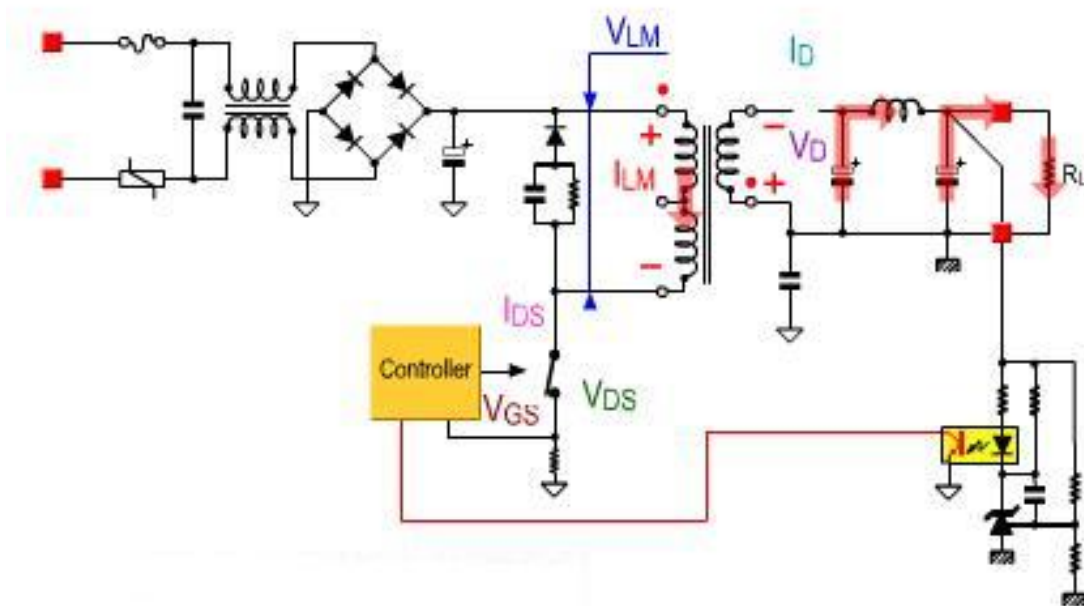 VLM
ID
VD
ILM
RL
IDS
Controller
VGS
VDS